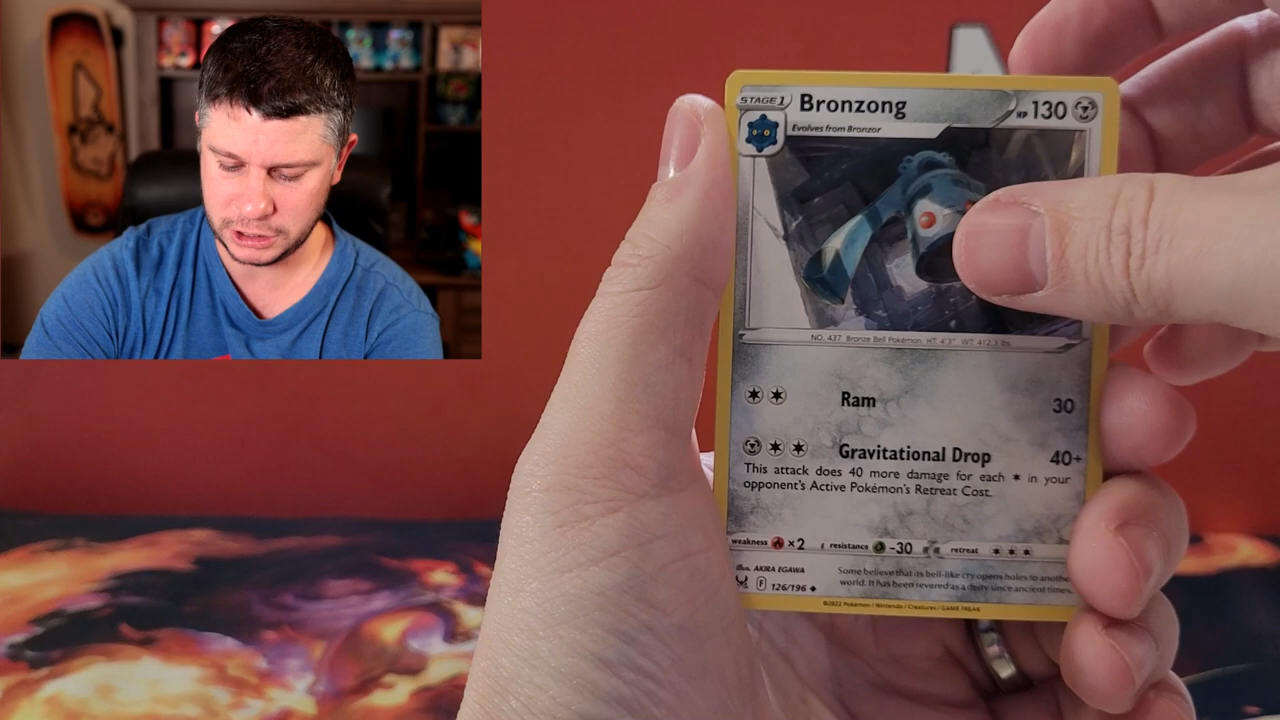 STAGE 1
Bronzong
HP 130
Evolves from Bronzor
NO. 437 Bronze Bell Pokémon. HT: 4'3" WT: 412.3 lbs.
Ram 30
Gravitational Drop 40+
This attack does 40 more damage for each ✶ in your
opponent's Active Pokémon's Retreat Cost.
weakness ×2 resistance -30 retreat
illus. AKIRA EGAWA
F 126/196 ◆
Some believe that its bell-like cry opens holes to another
world. It has been revered as a deity since ancient times.
©2022 Pokémon / Nintendo / Creatures / GAME FREAK